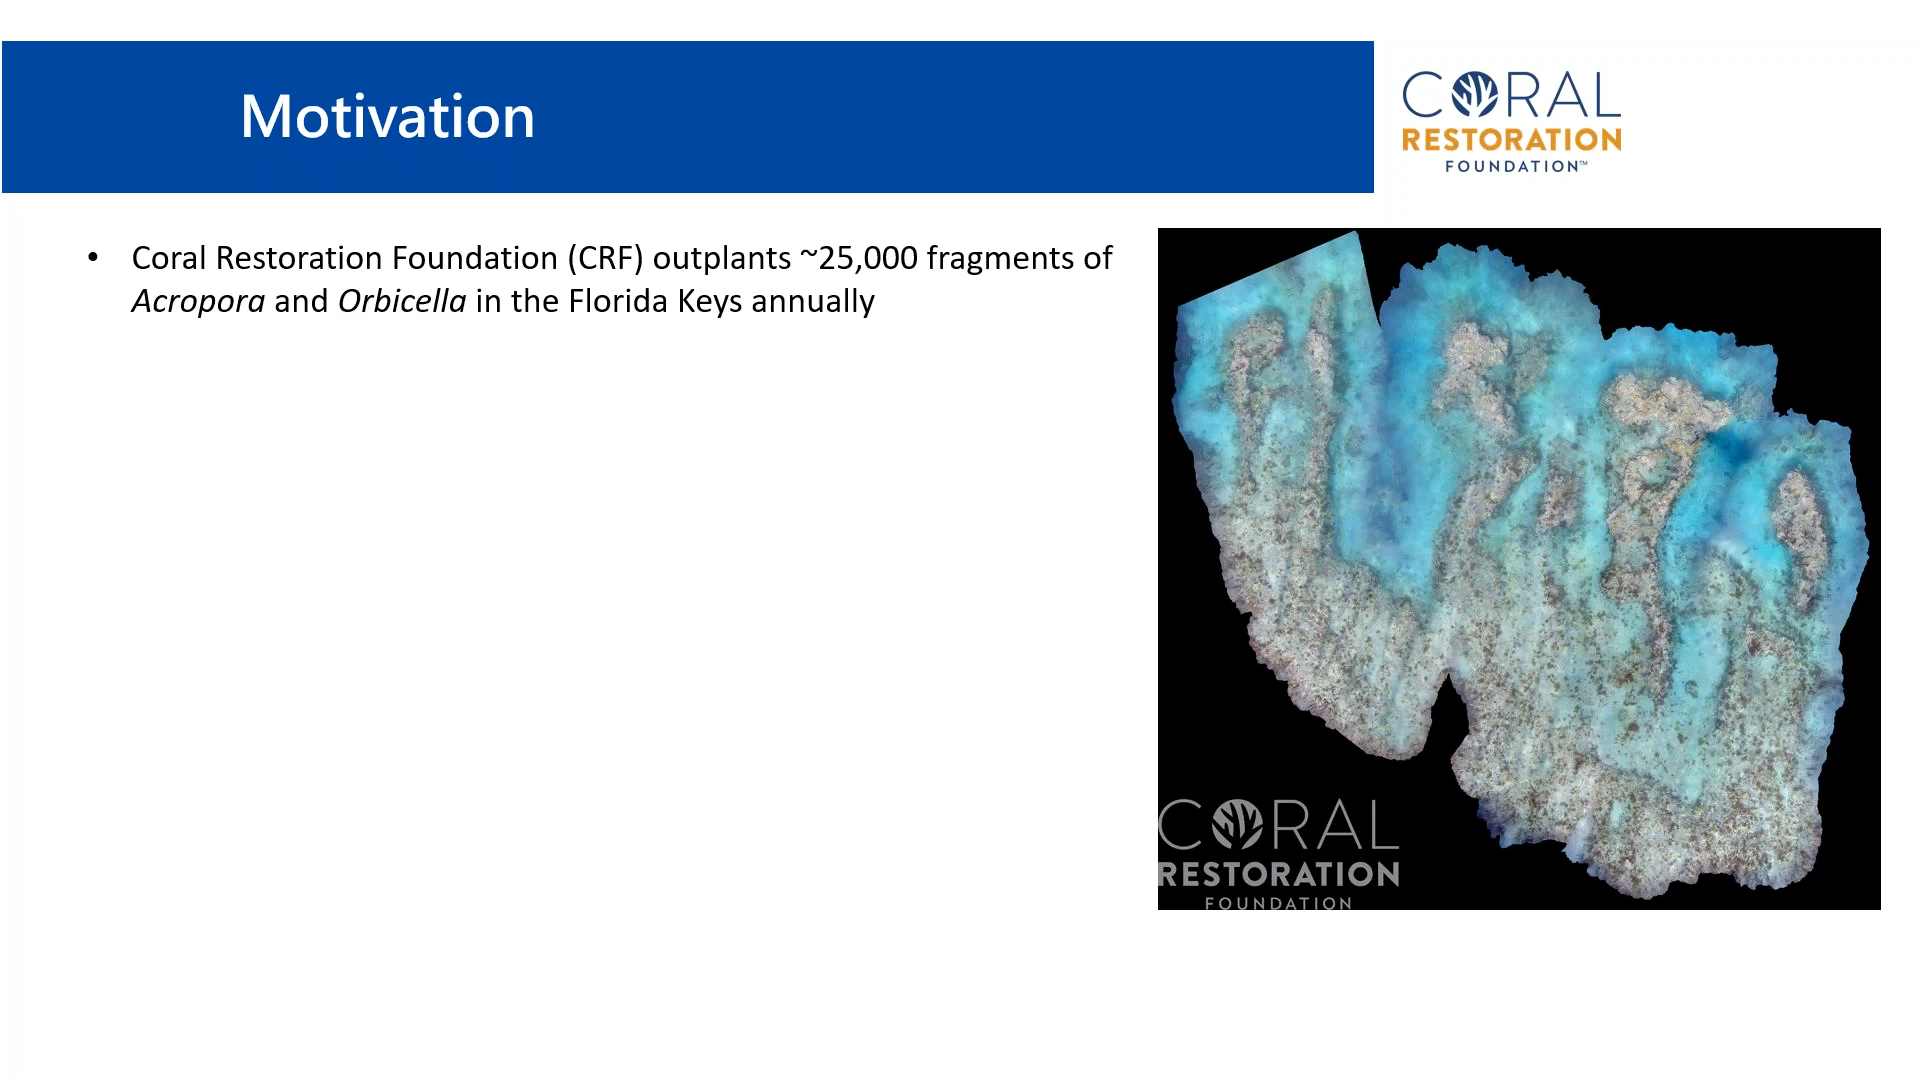 Motivation
CORAL
RESTORATION
FOUNDATION™
• Coral Restoration Foundation (CRF) outplants ~25,000 fragments of
Acropora and Orbicella in the Florida Keys annually
CORAL
RESTORATION
FOUNDATION